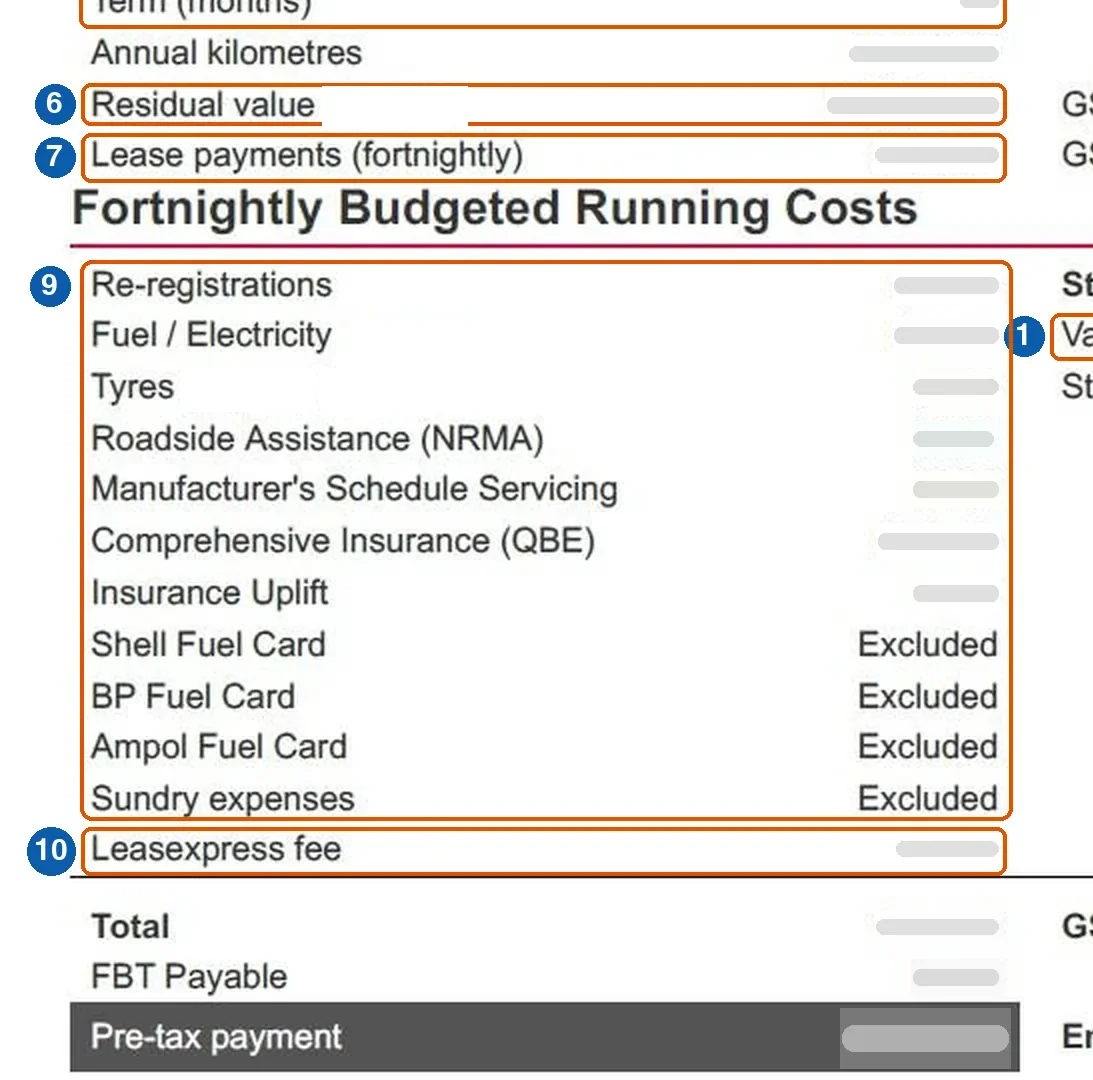 Term (months)
Annual kilometres
6 Residual value GS
7 Lease payments (fortnightly) GS
Fortnightly Budgeted Running Costs
9 Re-registrations St
Fuel / Electricity 1 Va
Tyres St
Roadside Assistance (NRMA)
Manufacturer's Schedule Servicing
Comprehensive Insurance (QBE)
Insurance Uplift
Shell Fuel Card Excluded
BP Fuel Card Excluded
Ampol Fuel Card Excluded
Sundry expenses Excluded
10 Leasexpress fee
Total GS
FBT Payable
Pre-tax payment En